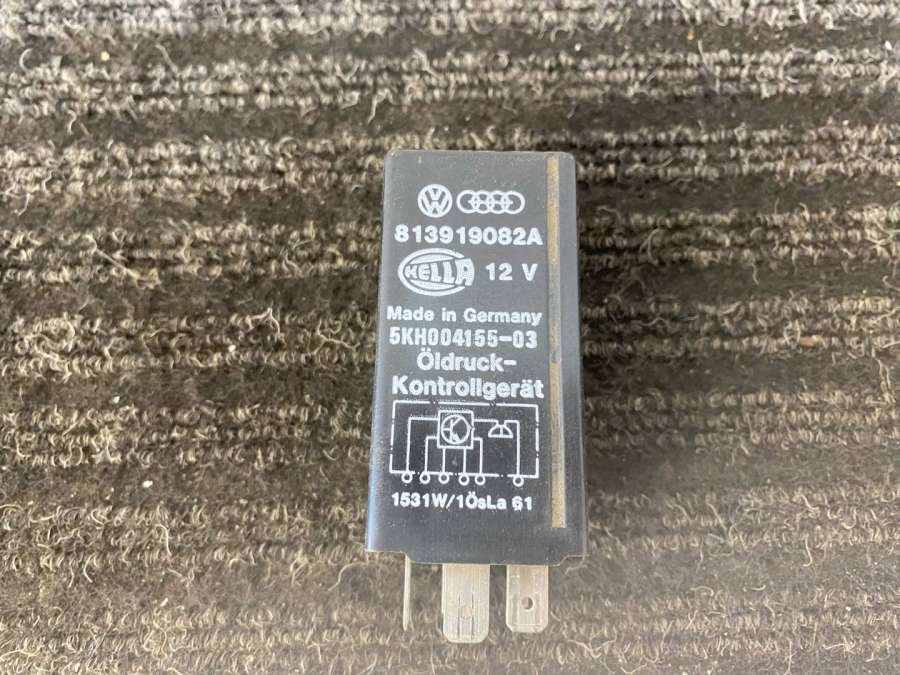 813919082A
HELLA 12 V
Made in Germany
5KH004155-03
Öldruck-
Kontrollgerät
1531W/1ÖsLa 61